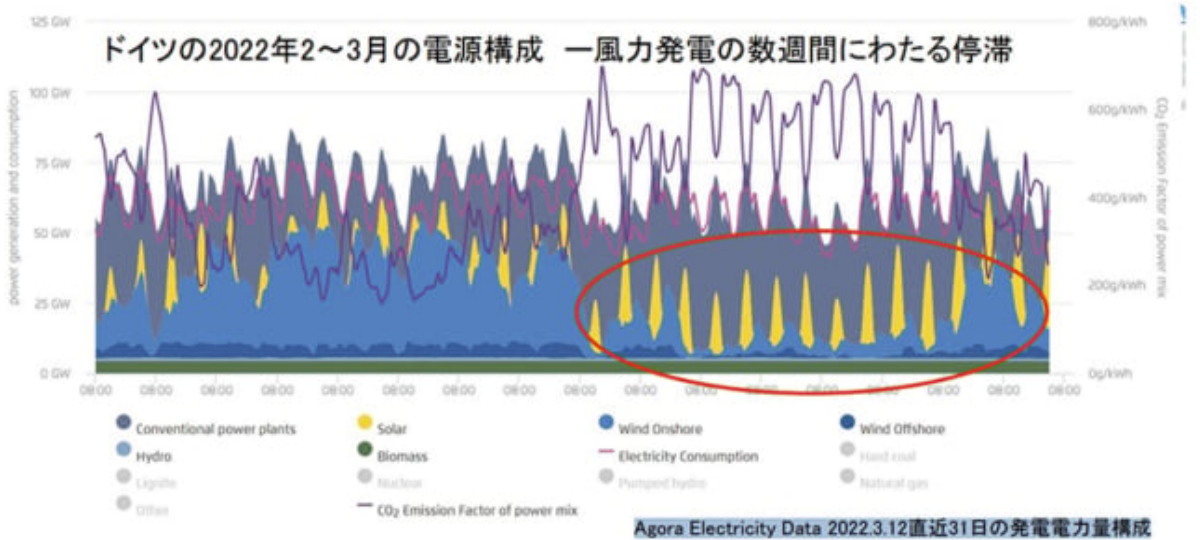 ドイツの2022年2～3月の電源構成　―風力発電の数週間にわたる停滞
125 GW
100 GW
75 GW
50 GW
25 GW
0 GW
power generation and consumption
800g/kWh
600g/kWh
400g/kWh
200g/kWh
0g/kWh
CO₂ Emission Factor of power mix
08:00 08:00 08:00 08:00 08:00 08:00 08:00 08:00 08:00 08:00 08:00 08:00 08:00 08:00 08:00 08:00 08:00
Conventional power plants
Solar
Wind Onshore
Wind Offshore
Hydro
Biomass
Electricity Consumption
Hard coal
Lignite
Nuclear
Pumped hydro
Natural gas
Other
CO₂ Emission Factor of power mix
Agora Electricity Data 2022.3.12直近31日の発電電力量構成